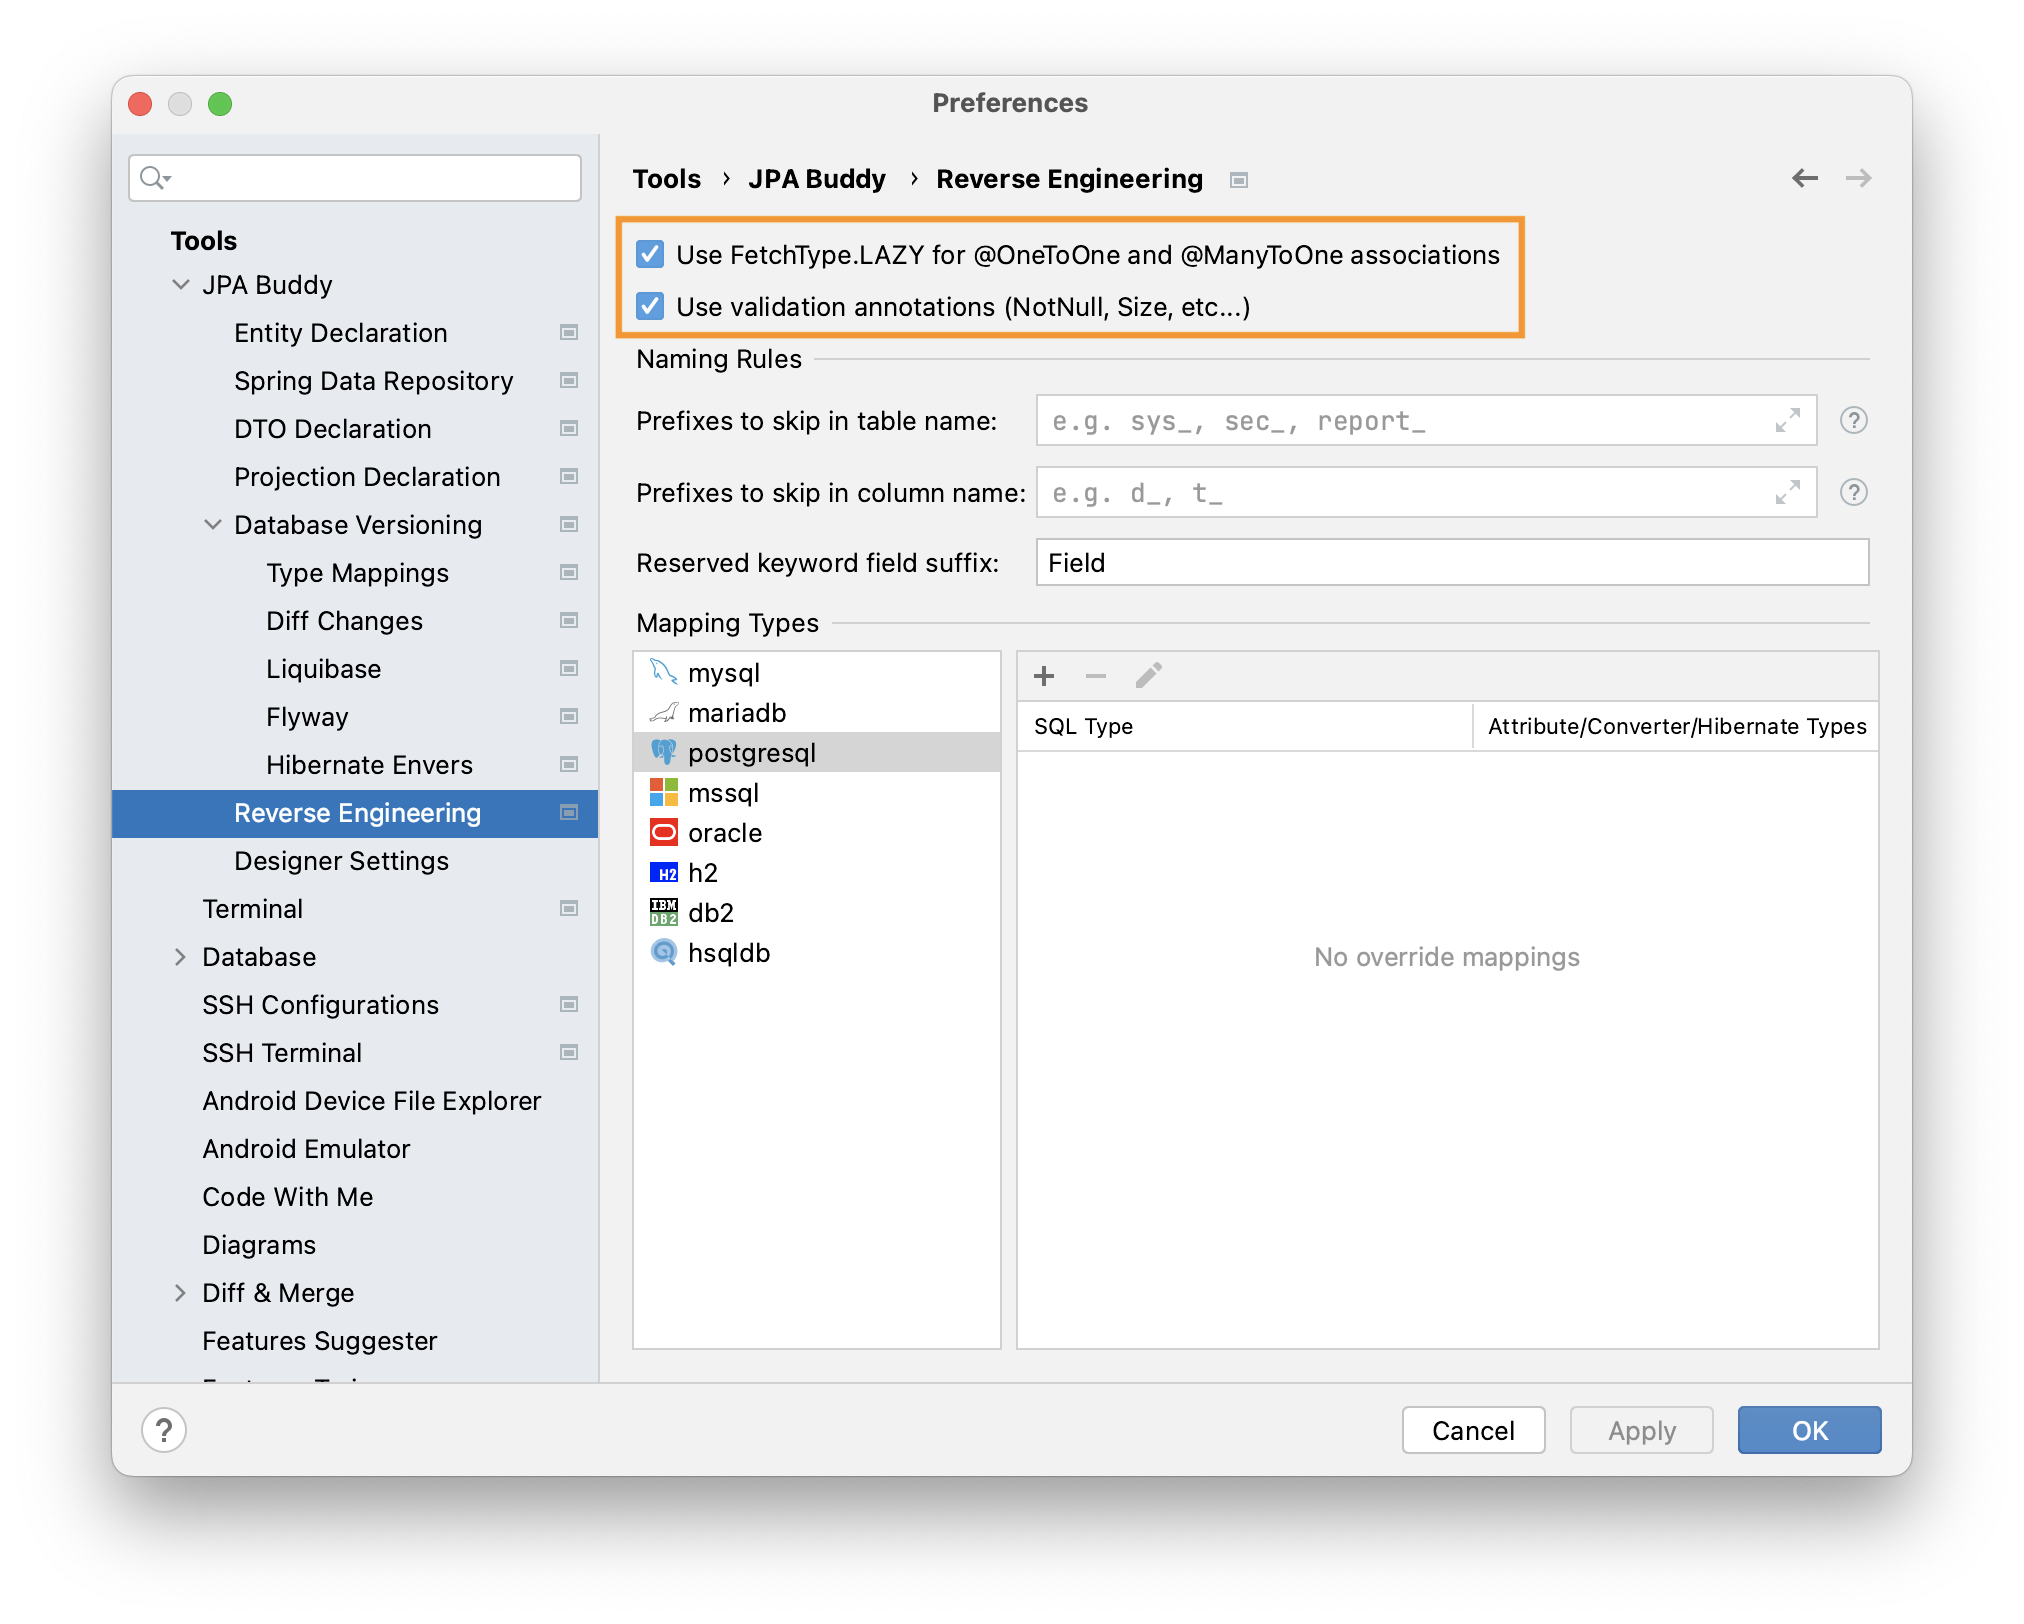 Preferences
Tools
JPA Buddy
Entity Declaration
Spring Data Repository
DTO Declaration
Projection Declaration
Database Versioning
Type Mappings
Diff Changes
Liquibase
Flyway
Hibernate Envers
Reverse Engineering
Designer Settings
Terminal
Database
SSH Configurations
SSH Terminal
Android Device File Explorer
Android Emulator
Code With Me
Diagrams
Diff & Merge
Features Suggester
Tools › JPA Buddy › Reverse Engineering
Use FetchType.LAZY for @OneToOne and @ManyToOne associations
Use validation annotations (NotNull, Size, etc...)
Naming Rules
Prefixes to skip in table name: e.g. sys_, sec_, report_ ?
Prefixes to skip in column name: e.g. d_, t_ ?
Reserved keyword field suffix: Field
Mapping Types
mysql
mariadb
postgresql
mssql
oracle
H2 h2
IBM DB2 db2
hsqldb
SQL Type Attribute/Converter/Hibernate Types
No override mappings
? Cancel Apply OK